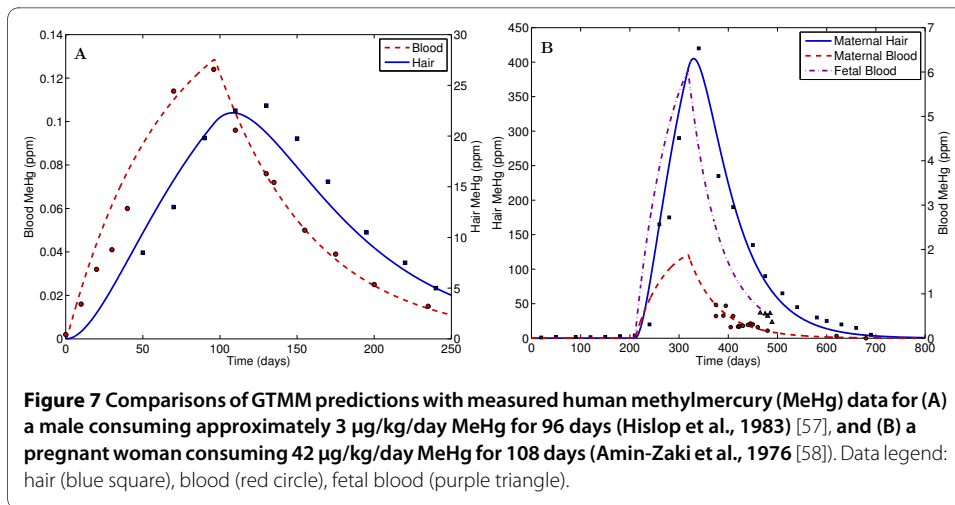 A
Blood
Hair
0.14
0.12
0.1
0.08
0.06
0.04
0.02
0
Blood MeHg (ppm)
30
25
20
15
10
5
0
Hair MeHg (ppm)
0 50 100 150 200 250
Time (days)
B
Maternal Hair
Maternal Blood
Fetal Blood
450
400
350
300
250
200
150
100
50
0
Hair MeHg (ppm)
7
6
5
4
3
2
1
0
Blood MeHg (ppm)
0 100 200 300 400 500 600 700 800
Time (days)
Figure 7 Comparisons of GTMM predictions with measured human methylmercury (MeHg) data for (A)
a male consuming approximately 3 μg/kg/day MeHg for 96 days (Hislop et al., 1983) [57], and (B) a
pregnant woman consuming 42 μg/kg/day MeHg for 108 days (Amin-Zaki et al., 1976 [58]). Data legend:
hair (blue square), blood (red circle), fetal blood (purple triangle).